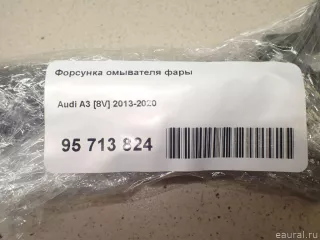 Форсунка омывателя фары
Audi A3 [8V] 2013-2020
95 713 824
eaural.ru